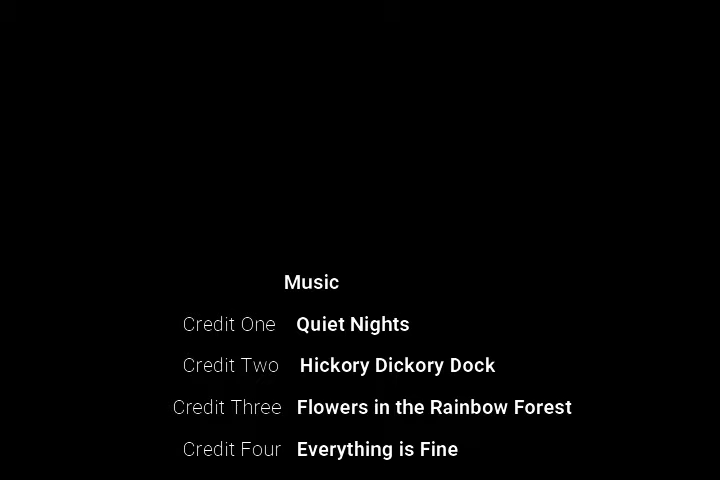 Music
Credit One Quiet Nights
Credit Two Hickory Dickory Dock
Credit Three Flowers in the Rainbow Forest
Credit Four Everything is Fine